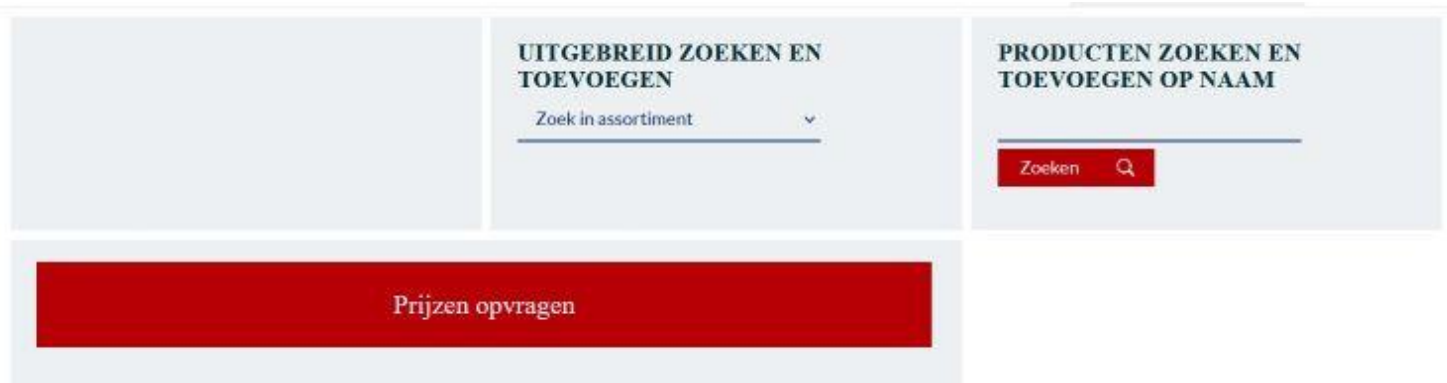 UITGEBREID ZOEKEN EN
TOEVOEGEN
Zoek in assortiment
PRODUCTEN ZOEKEN EN
TOEVOEGEN OP NAAM
Zoeken
Prijzen opvragen